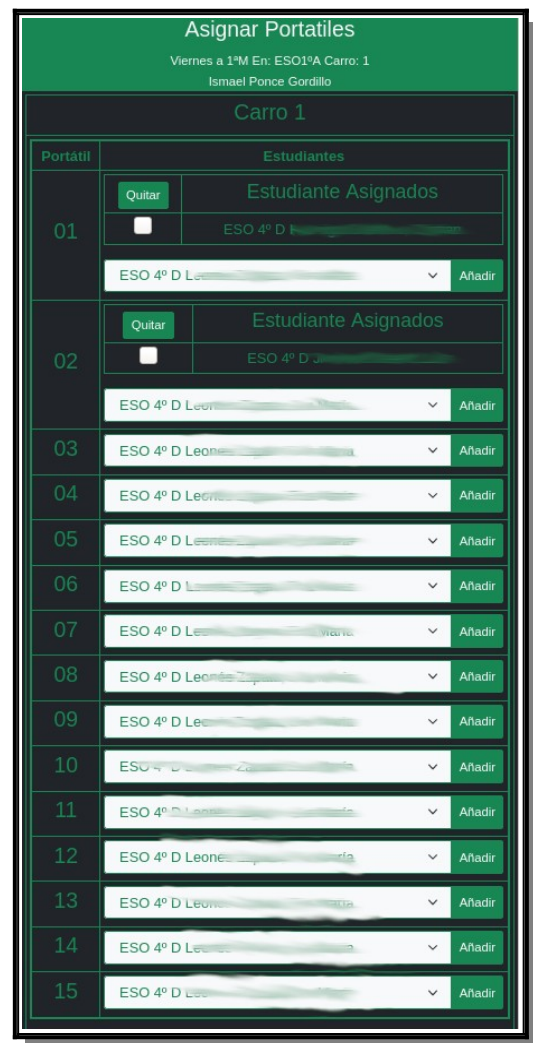 Asignar Portatiles
Viernes a 1ªM En: ESO1ºA Carro: 1
Ismael Ponce Gordillo
Carro 1
Portátil Estudiantes
Quitar Estudiante Asignados
01 ESO 4º D
ESO 4º D Añadir
Quitar Estudiante Asignados
02 ESO 4º D
ESO 4º D Añadir
03 ESO 4º D Añadir
04 ESO 4º D Añadir
05 ESO 4º D Añadir
06 ESO 4º D Añadir
07 ESO 4º D Añadir
08 ESO 4º D Añadir
09 ESO 4º D Añadir
10 Añadir
11 ESO 4º D Añadir
12 ESO 4º D Añadir
13 ESO 4º D Añadir
14 ESO 4º D Añadir
15 ESO 4º D Añadir